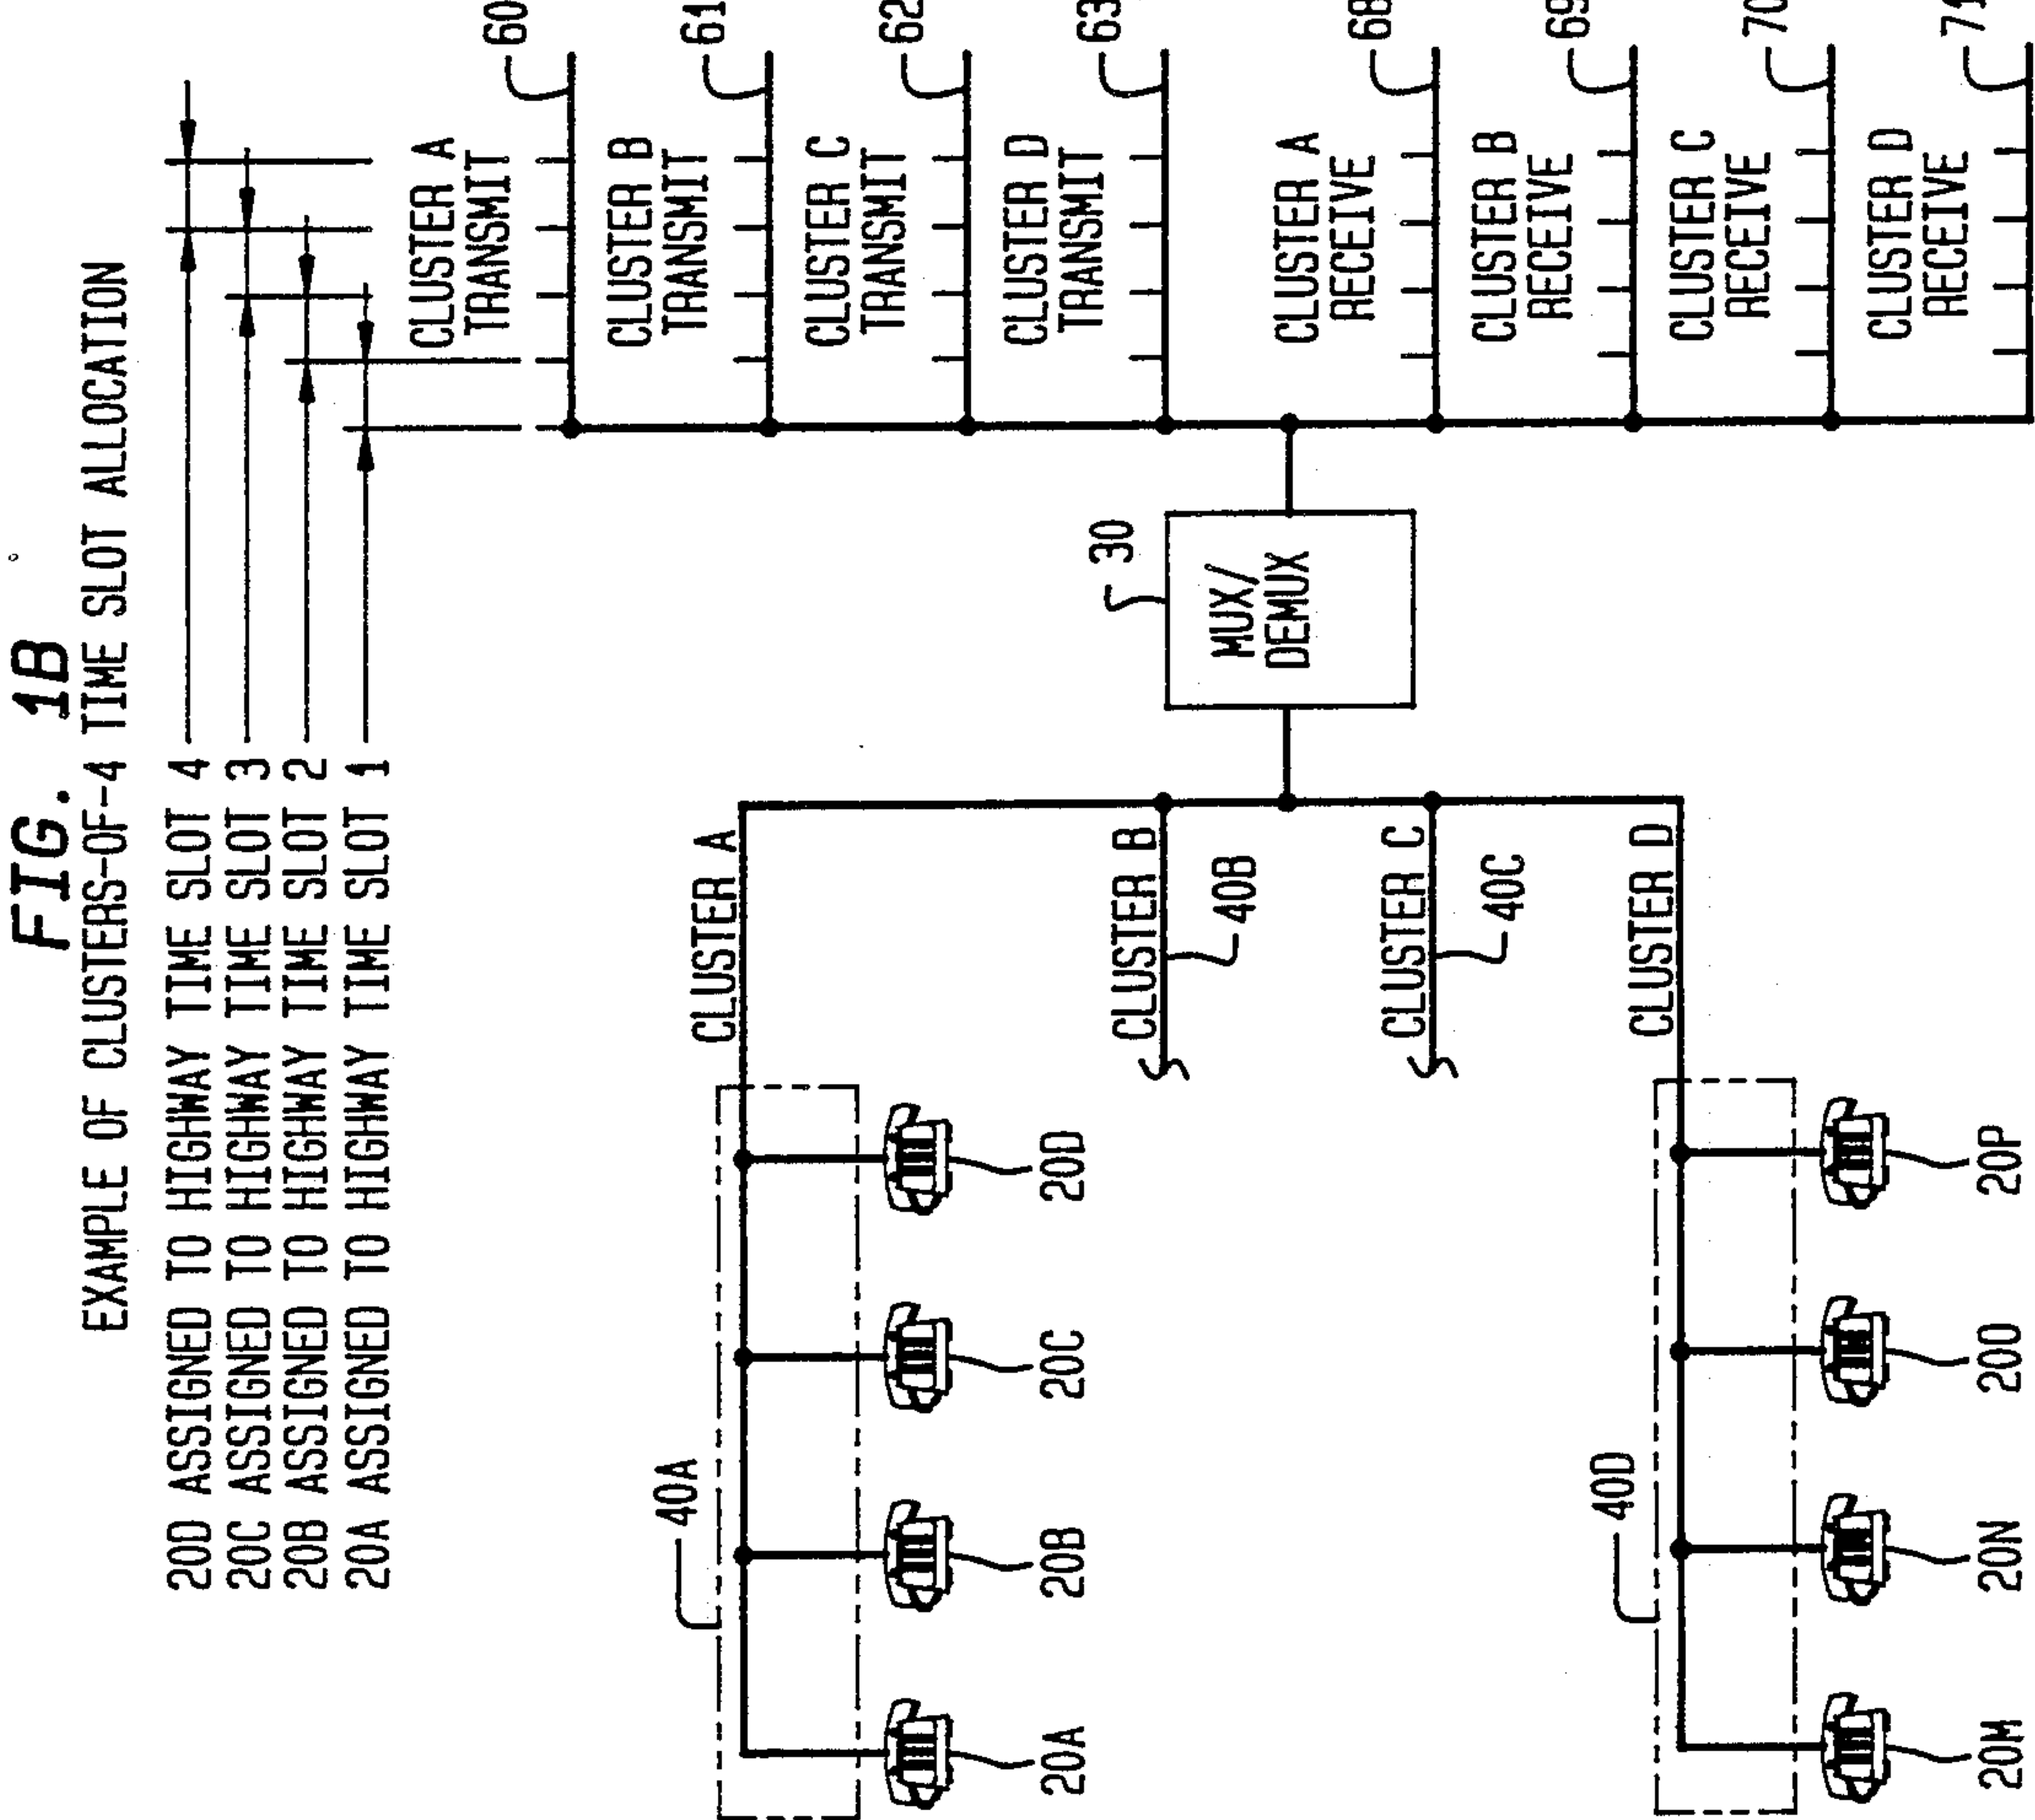 FIG. 1B
EXAMPLE OF CLUSTERS-OF-4 TIME SLOT ALLOCATION
20D ASSIGNED TO HIGHWAY TIME SLOT 4
20C ASSIGNED TO HIGHWAY TIME SLOT 3
20B ASSIGNED TO HIGHWAY TIME SLOT 2
20A ASSIGNED TO HIGHWAY TIME SLOT 1
CLUSTER A
TRANSMIT
60
CLUSTER B
TRANSMIT
61
CLUSTER C
TRANSMIT
62
CLUSTER D
TRANSMIT
63
CLUSTER A
RECEIVE
68
CLUSTER B
RECEIVE
69
CLUSTER C
RECEIVE
70
CLUSTER D
RECEIVE
71
30
MUX/
DEMUX
40A
CLUSTER A
20A
20B
20C
20D
CLUSTER B
40B
CLUSTER C
40C
40D
CLUSTER D
20M
20N
20O
20P